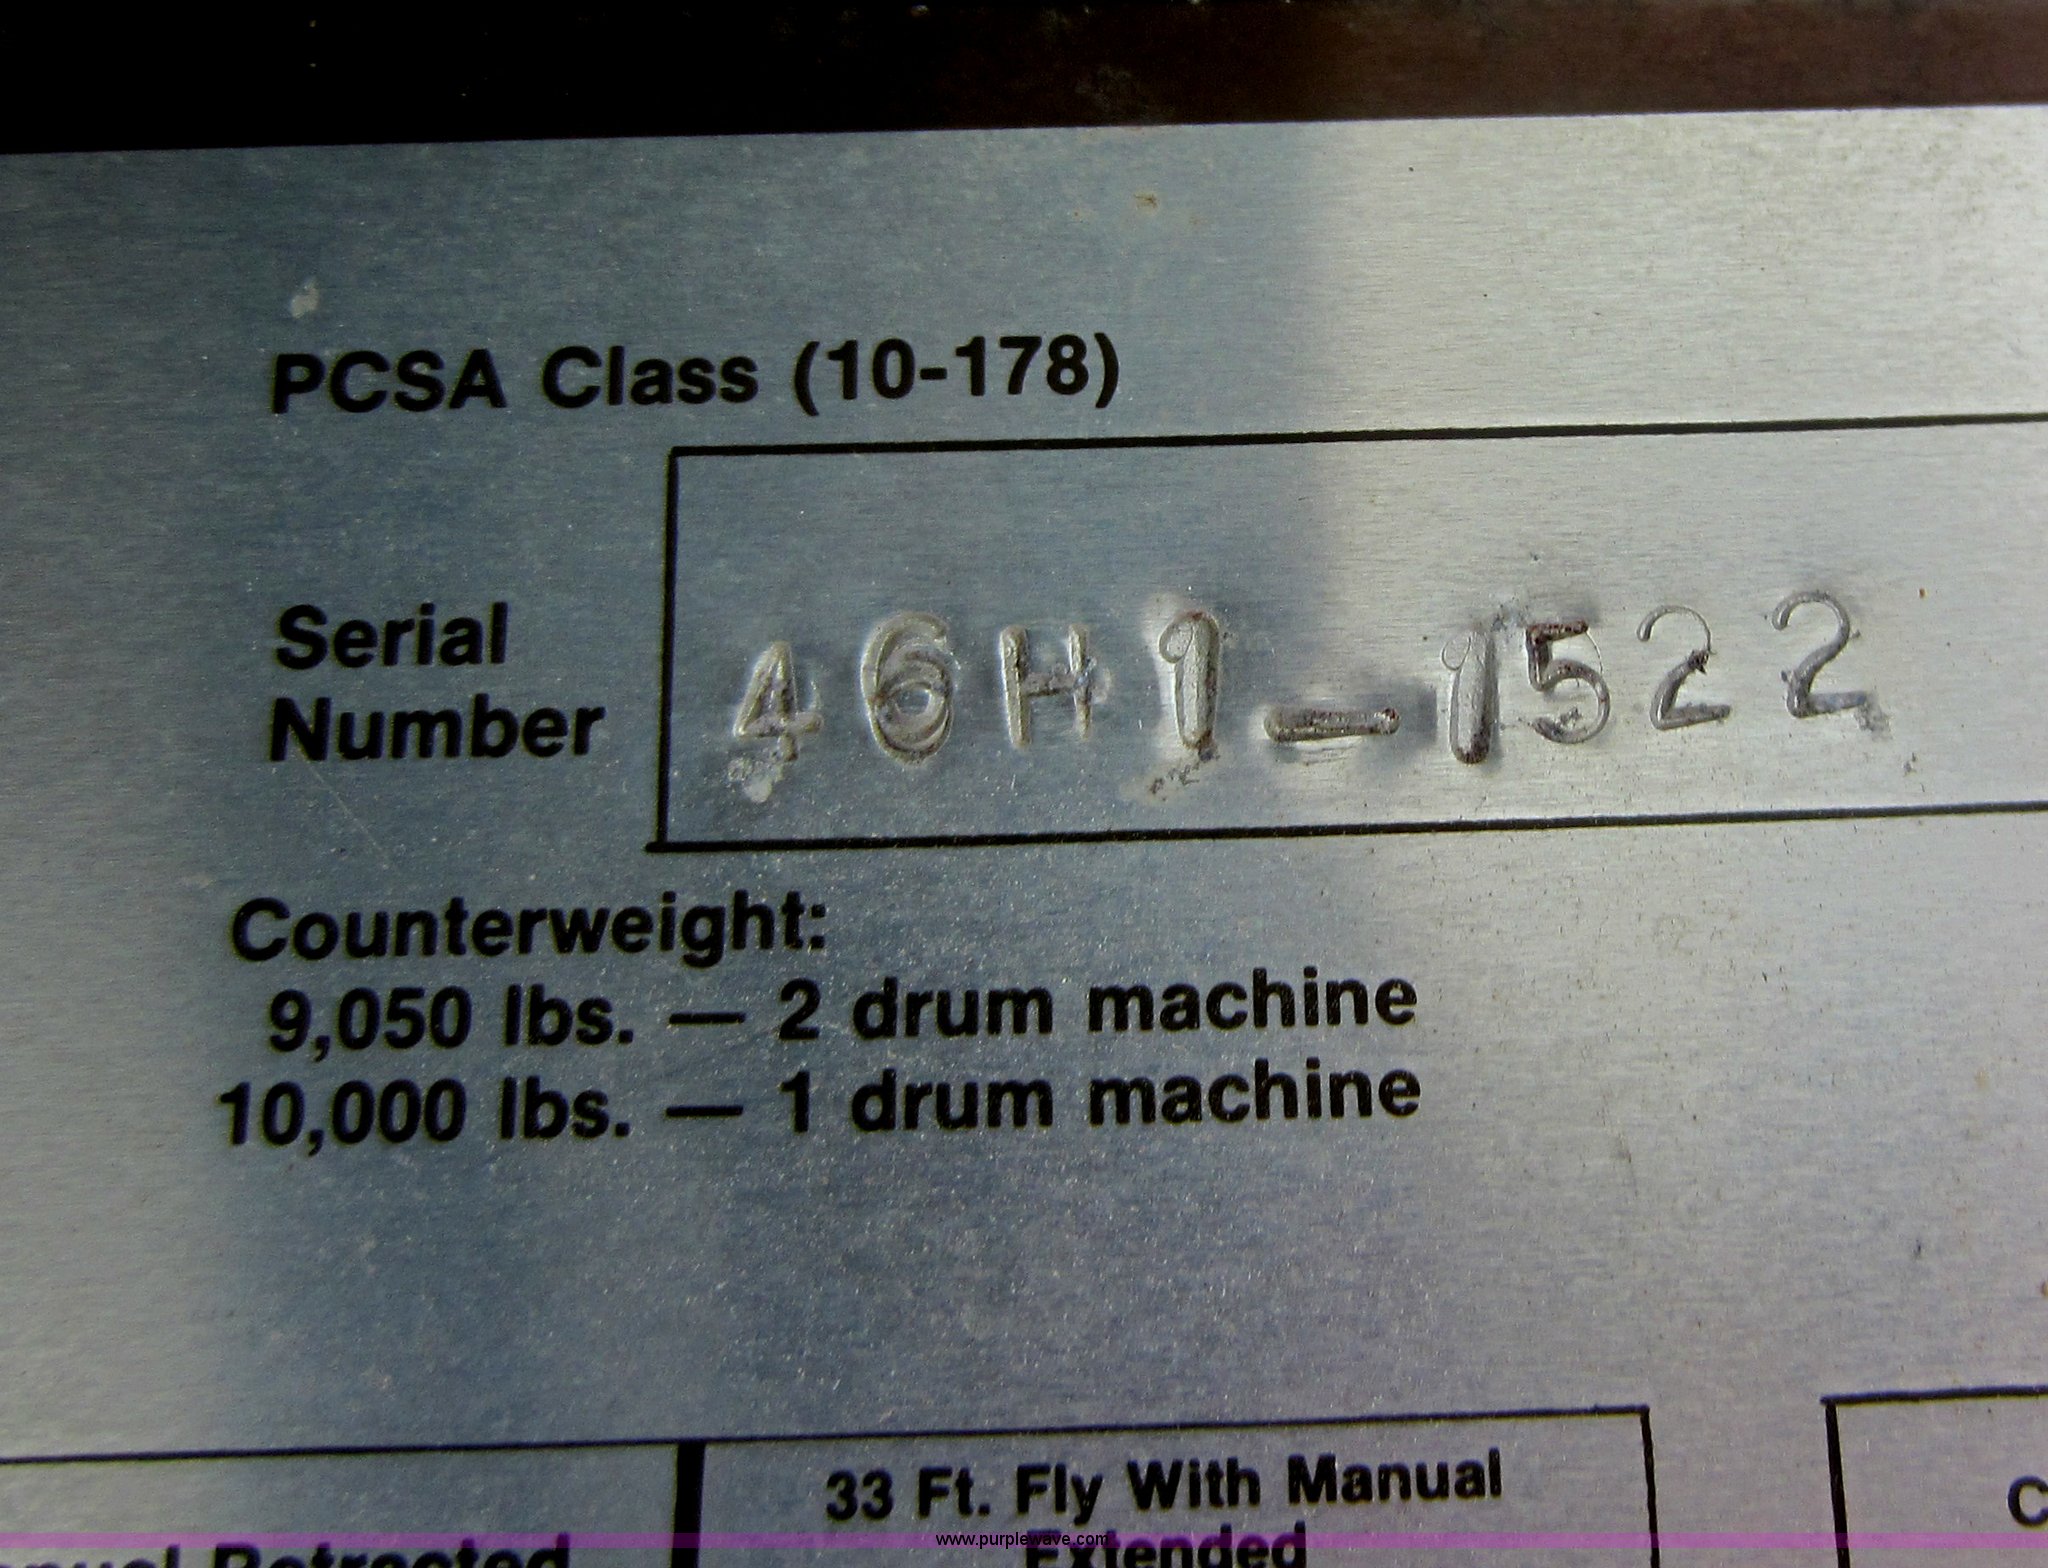 PCSA Class (10-178)
Serial
Number
46H1-1522
Counterweight:
9,050 lbs. — 2 drum machine
10,000 lbs. — 1 drum machine
33 Ft. Fly With Manual
Extended
Retracted
www.purplewave.com